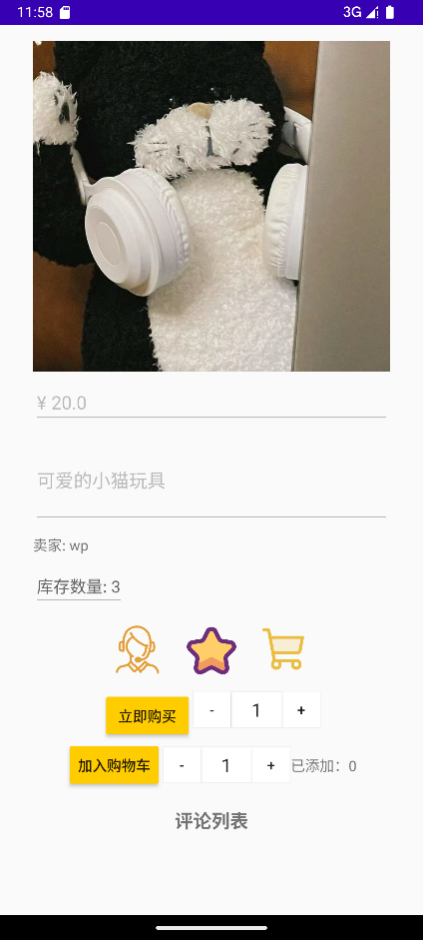 11:58 3G
¥ 20.0
可爱的小猫玩具
卖家: wp
库存数量: 3
立即购买 - 1 +
加入购物车 - 1 + 已添加：0
评论列表